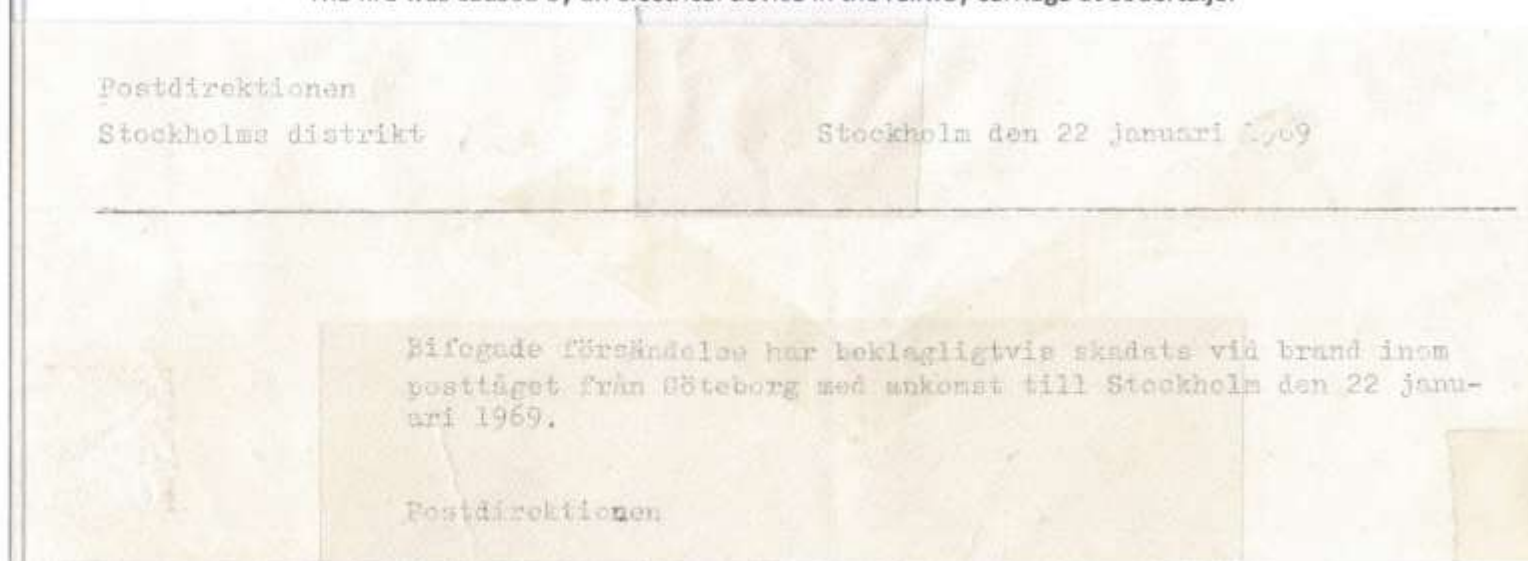 Postdirektionen
Stockholms distrikt
Stockholm den 22 januari
Bifogade försändelse har beklagligtvis skadats vid brand inom
posttåget från Göteborg med ankomst till Stockholm den 22 janu-
ari 1969.
Postdirektionen